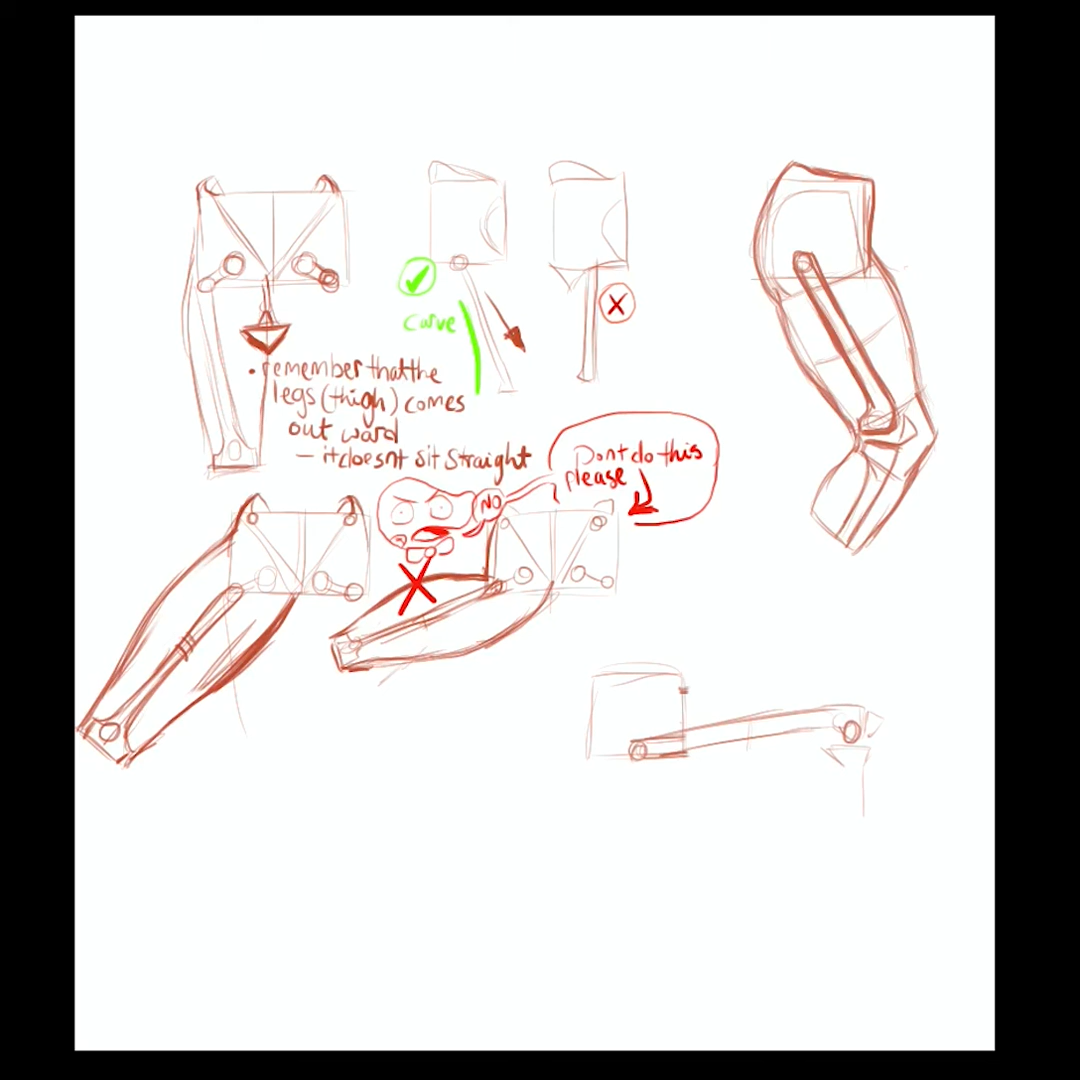 curve
• remember that the
legs (thigh) comes
out ward
— it doesnt sit straight
Dont do this
please
NO